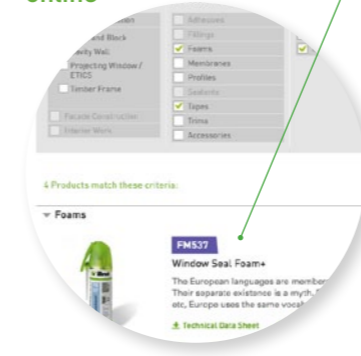 online
and Block
Projecting Window /
ETICS
Timber Frame
Facade Construction
Interior Work
Adhesives
Fillings
Foams
Membranes
Profiles
Sealants
Tapes
Trims
Accessories
4 Products match these criteria:
Foams
FM537
Window Seal Foam+
The European languages are
Their separate existence is a myth.
etc, Europe uses the same
Technical Data Sheet